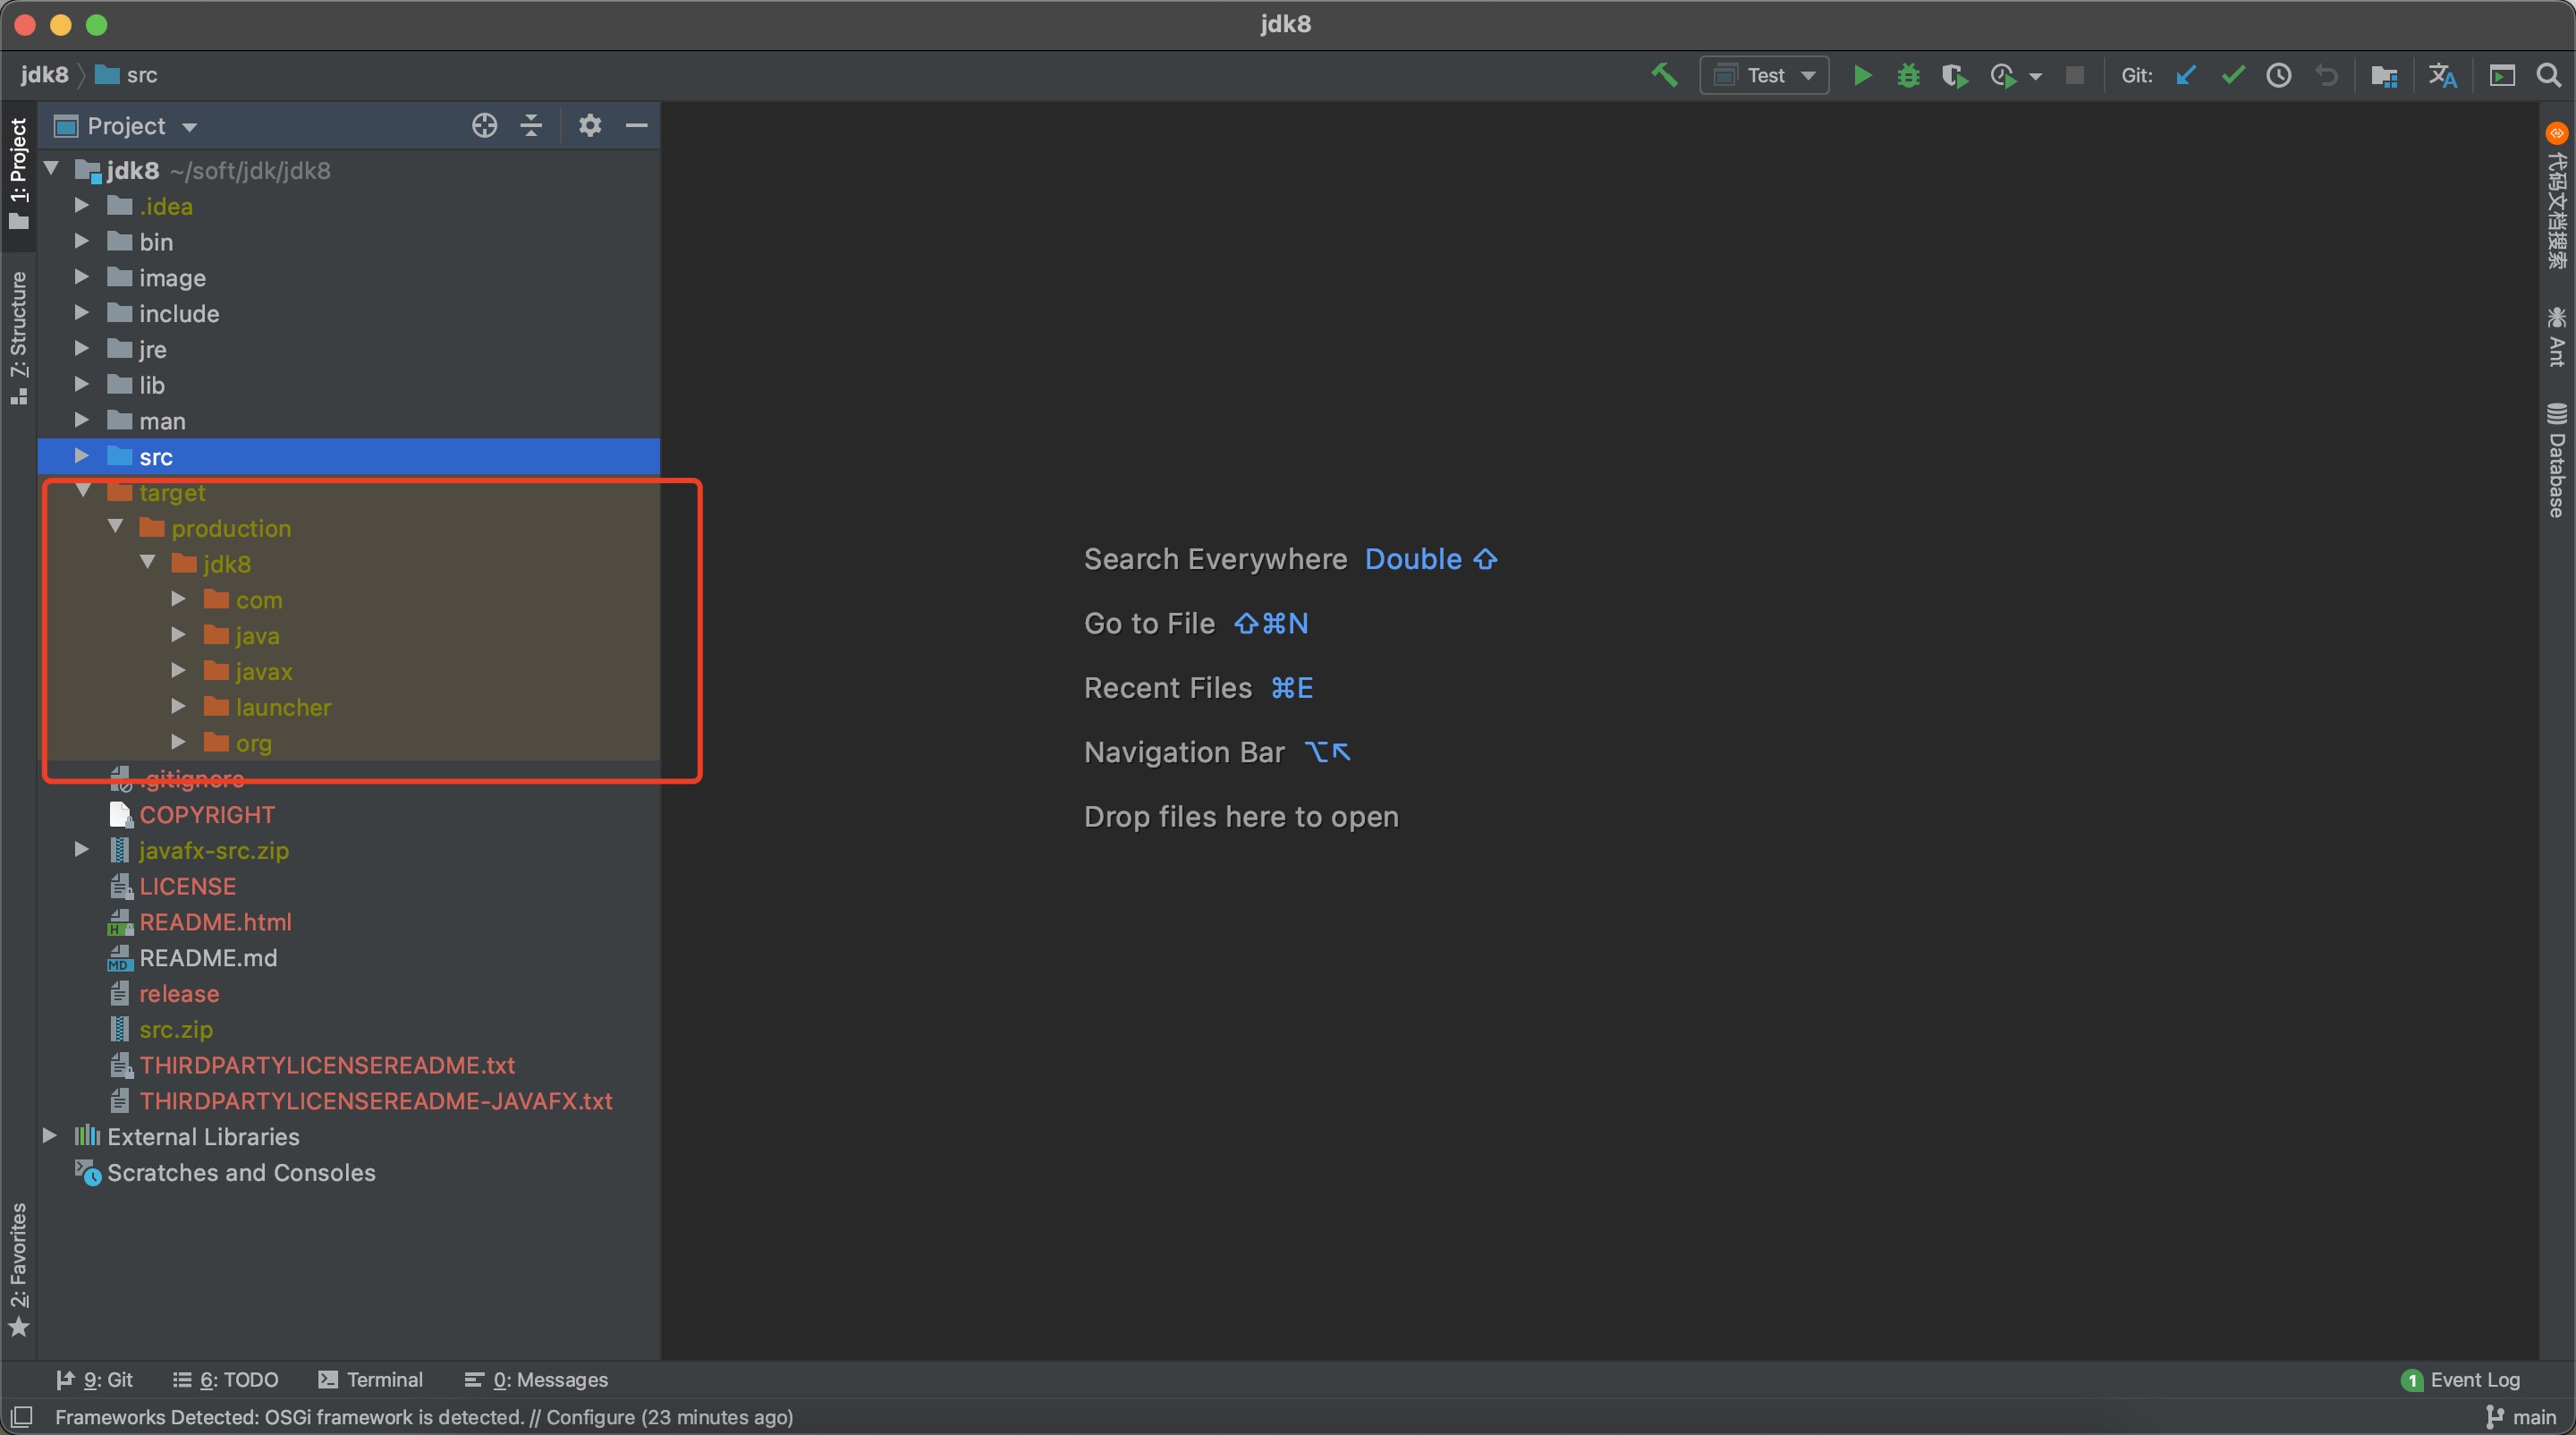 jdk8
jdk8 src
Test
Git:
Project
jdk8 ~/soft/jdk/jdk8
.idea
bin
image
include
jre
lib
man
src
target
production
jdk8
com
java
javax
launcher
org
.gitignore
COPYRIGHT
javafx-src.zip
LICENSE
README.html
README.md
release
src.zip
THIRDPARTYLICENSEREADME.txt
THIRDPARTYLICENSEREADME-JAVAFX.txt
External Libraries
Scratches and Consoles
1: Project
7: Structure
2: Favorites
Search Everywhere Double ⇧
Go to File ⇧⌘N
Recent Files ⌘E
Navigation Bar ⌥↖
Drop files here to open
代码文档搜索
Ant
Database
9: Git 6: TODO Terminal 0: Messages
1 Event Log
Frameworks Detected: OSGi framework is detected. // Configure (23 minutes ago)
main